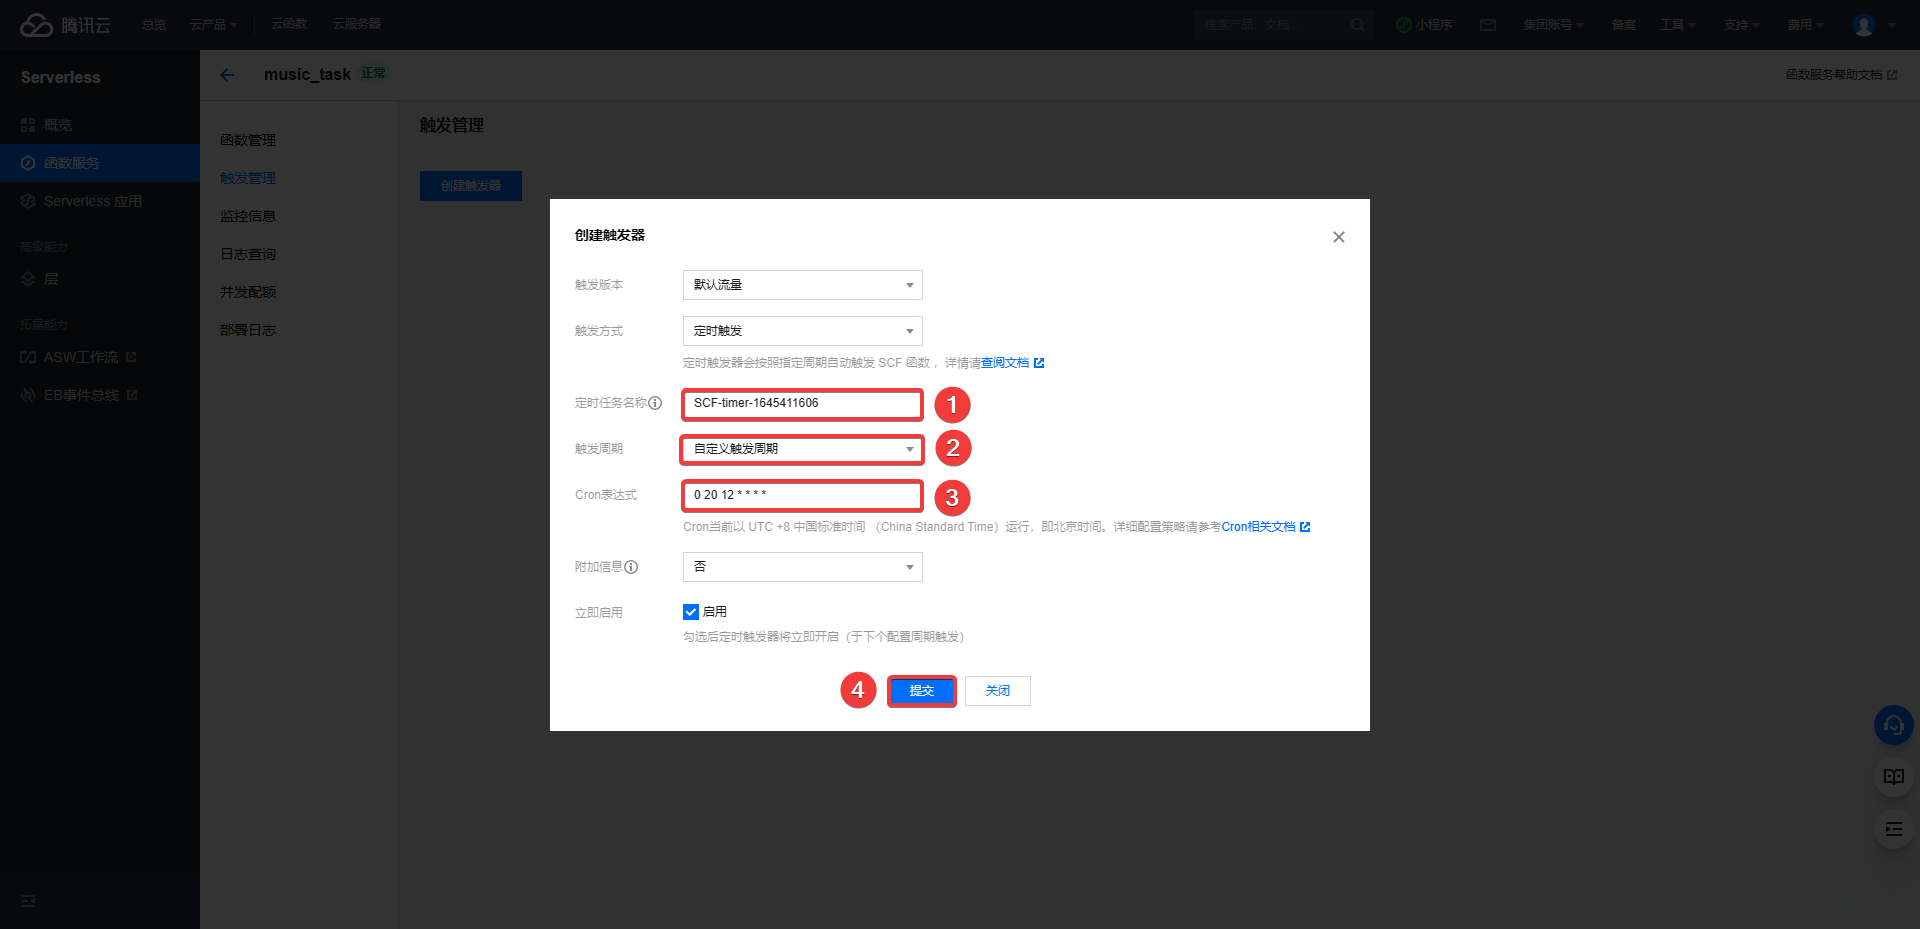 腾讯云 总览 云产品 云函数 云服务器 搜索产品、文档... 小程序 集团账号 备案 工具 支持 费用
Serverless
music_task 正常
函数服务帮助文档
概览
函数服务
Serverless 应用
高级能力
层
拓展能力
ASW工作流
EB事件总线
函数管理
触发管理
监控信息
日志查询
并发配额
部署日志
触发管理
创建触发器
创建触发器
触发版本 默认流量
触发方式 定时触发
定时触发器会按照指定周期自动触发 SCF 函数，详情请查阅文档
定时任务名称 SCF-timer-1645411606 1
触发周期 自定义触发周期 2
Cron表达式 0 20 12 * * * * 3
Cron当前以 UTC +8 中国标准时间 （China Standard Time）运行，即北京时间。详细配置策略请参考Cron相关文档
附加信息 否
立即启用 启用
勾选后定时触发器将立即开启（于下个配置周期触发）
4 提交 关闭